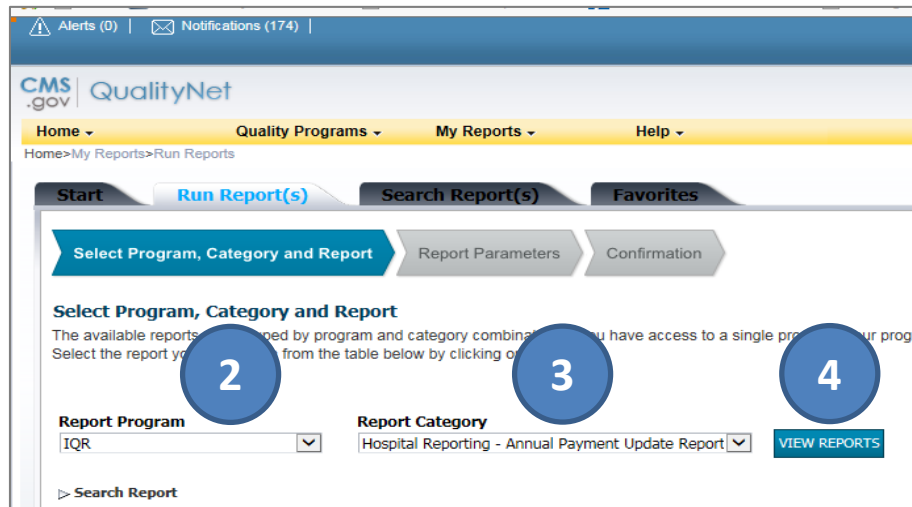 Alerts (0) | Notifications (174) |
CMS .gov | QualityNet
Home Quality Programs My Reports Help
Home>My Reports>Run Reports
Start Run Report(s) Search Report(s) Favorites
Select Program, Category and Report Report Parameters Confirmation
Select Program, Category and Report
The available reports ped by program and category combinat u have access to a single pro ur prog
Select the report yo from the table below by clicking o
2 3 4
Report Program Report Category
IQR Hospital Reporting - Annual Payment Update Report VIEW REPORTS
Search Report